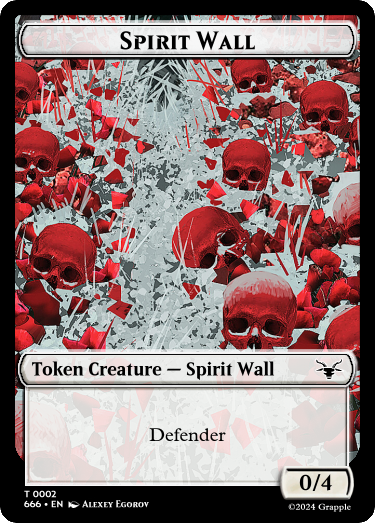 Spirit Wall
Token Creature — Spirit Wall
Defender
0/4
T 0002
666 • EN Alexey Egorov
©2024 Grapple